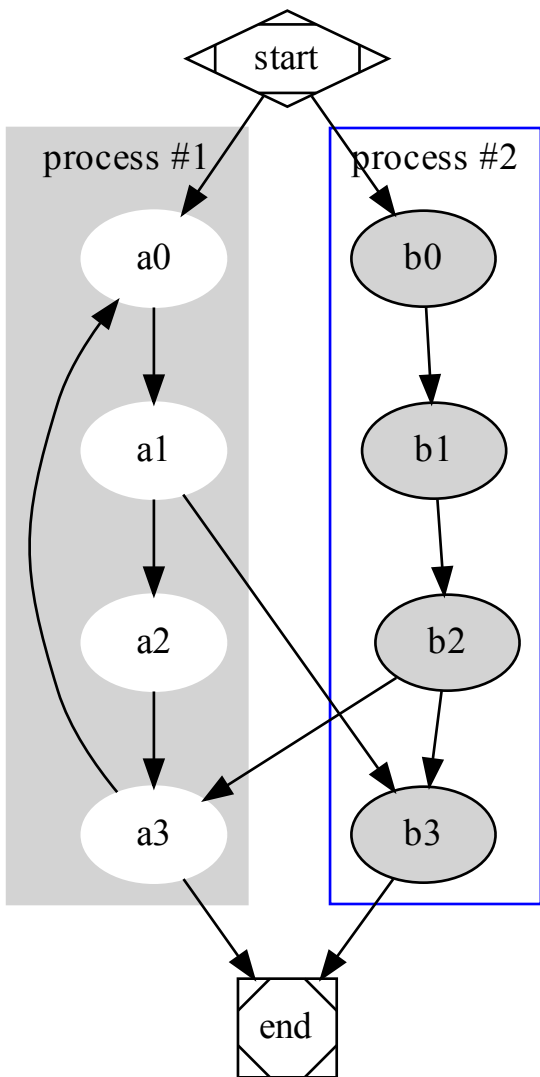 start
process #1
process #2
a0
b0
a1
b1
a2
b2
a3
b3
end